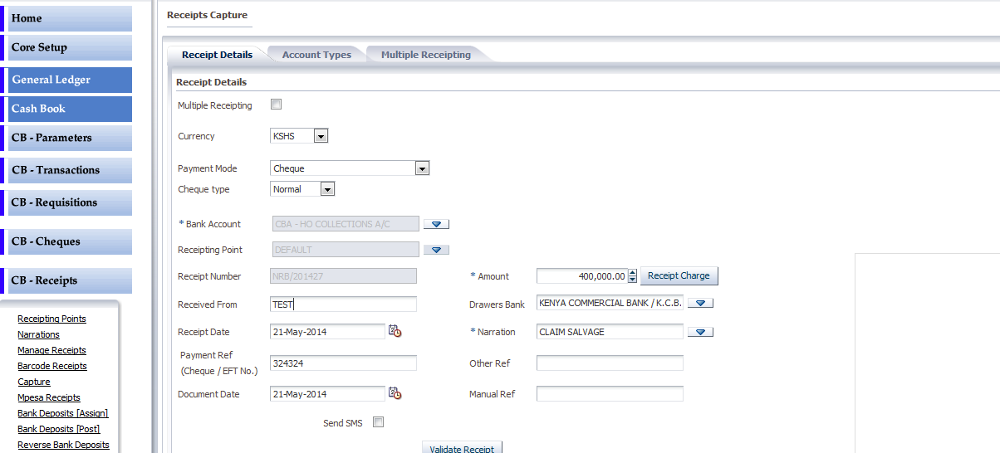 Home
Core Setup
General Ledger
Cash Book
CB - Parameters
CB - Transactions
CB - Requisitions
CB - Cheques
CB - Receipts
Receipting Points
Narrations
Manage Receipts
Barcode Receipts
Capture
Mpesa Receipts
Bank Deposits [Assign]
Bank Deposits [Post]
Reverse Bank Deposits
Receipts Capture
Receipt Details Account Types Multiple Receipting
Receipt Details
Multiple Receipting
Currency KSHS
Payment Mode Cheque
Cheque type Normal
* Bank Account CBA - HO COLLECTIONS A/C
Receipting Point DEFAULT
Receipt Number NRB/201427 * Amount 400,000.00 Receipt Charge
Received From TEST Drawers Bank KENYA COMMERCIAL BANK / K.C.B.
Receipt Date 21-May-2014 * Narration CLAIM SALVAGE
Payment Ref
(Cheque / EFT No.) 324324 Other Ref
Document Date 21-May-2014 Manual Ref
Send SMS
Validate Receipt